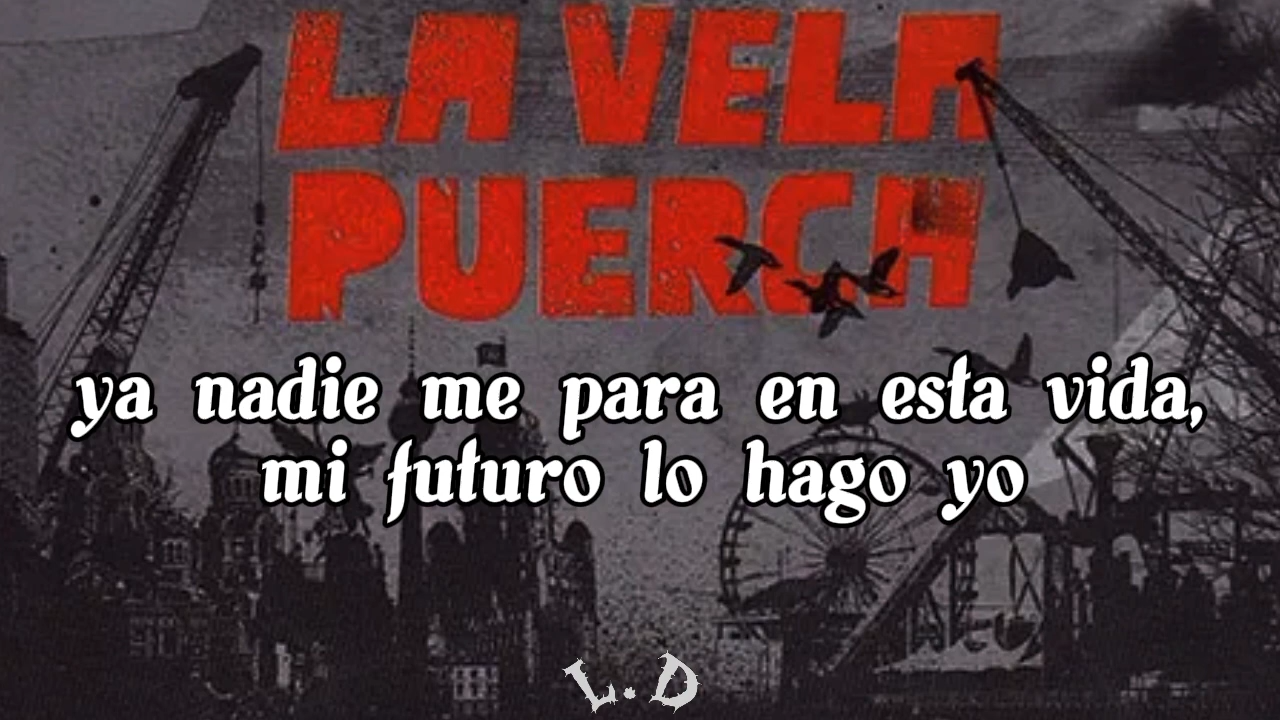 LA VELA
PUERCA
ya nadie me para en esta vida,
mi futuro lo hago yo
L.D